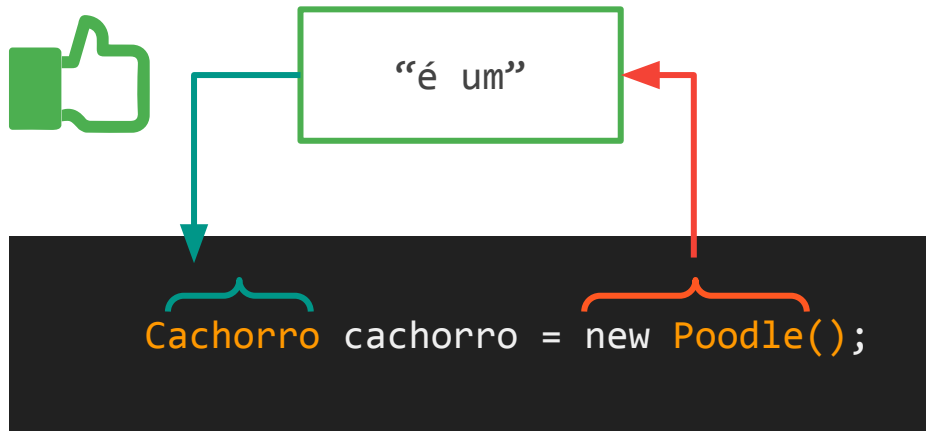 “é um”
Cachorro cachorro = new Poodle();